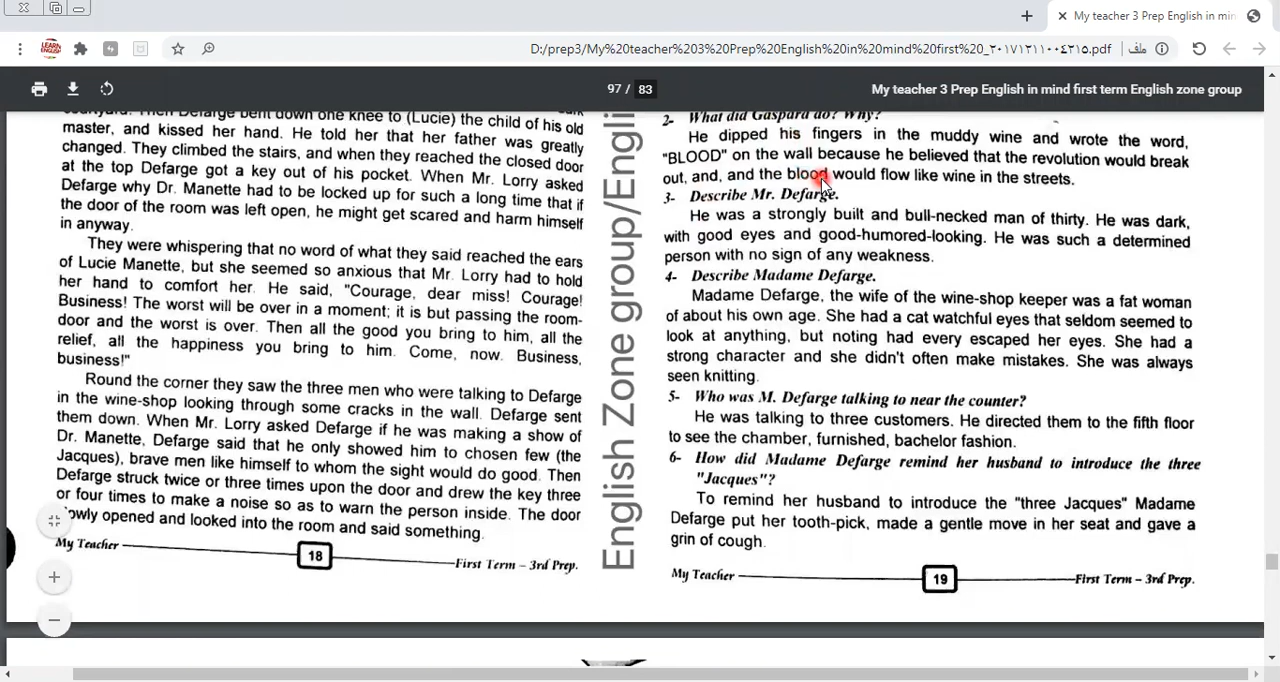 My teacher 3 Prep English in min
D:/prep3/My%20teacher%203%20Prep%20English%20in%20mind%20first%20_٢٠١٧١٢١١٠٠٤٢١٥.pdf | ملف
LEARN ENGLISH
97 / 83
My teacher 3 Prep English in mind first term English zone group
courtyard. Then Defarge bent down one knee to (Lucie) the child of his old
master, and kissed her hand. He told her that her father was greatly
changed. They climbed the stairs, and when they reached the closed door
at the top Defarge got a key out of his pocket. When Mr. Lorry asked
Defarge why Dr. Manette had to be locked up for such a long time that if
the door of the room was left open, he might get scared and harm himself
in anyway.
They were whispering that no word of what they said reached the ears
of Lucie Manette, but she seemed so anxious that Mr. Lorry had to hold
her hand to comfort her. He said, "Courage, dear miss! Courage!
Business! The worst will be over in a moment; it is but passing the room-
door and the worst is over. Then all the good you bring to him, all the
relief, all the happiness you bring to him. Come, now. Business,
business!"
Round the corner they saw the three men who were talking to Defarge
in the wine-shop looking through some cracks in the wall. Defarge sent
them down. When Mr. Lorry asked Defarge if he was making a show of
Dr. Manette, Defarge said that he only showed him to chosen few (the
Jacques), brave men like himself to whom the sight would do good. Then
Defarge struck twice or three times upon the door and drew the key three
or four times to make a noise so as to warn the person inside. The door
slowly opened and looked into the room and said something.
My Teacher
18
First Term – 3rd Prep.
English Zone group/Engli
2- What did Gaspard do? Why?
He dipped his fingers in the muddy wine and wrote the word,
"BLOOD" on the wall because he believed that the revolution would break
out, and, and the blood would flow like wine in the streets.
3- Describe Mr. Defarge.
He was a strongly built and bull-necked man of thirty. He was dark,
with good eyes and good-humored-looking. He was such a determined
person with no sign of any weakness.
4- Describe Madame Defarge.
Madame Defarge, the wife of the wine-shop keeper was a fat woman
of about his own age. She had a cat watchful eyes that seldom seemed to
look at anything, but noting had every escaped her eyes. She had a
strong character and she didn't often make mistakes. She was always
seen knitting.
5- Who was M. Defarge talking to near the counter?
He was talking to three customers. He directed them to the fifth floor
to see the chamber, furnished, bachelor fashion.
6- How did Madame Defarge remind her husband to introduce the three
"Jacques"?
To remind her husband to introduce the "three Jacques" Madame
Defarge put her tooth-pick, made a gentle move in her seat and gave a
grin of cough.
My Teacher
19
First Term – 3rd Prep.